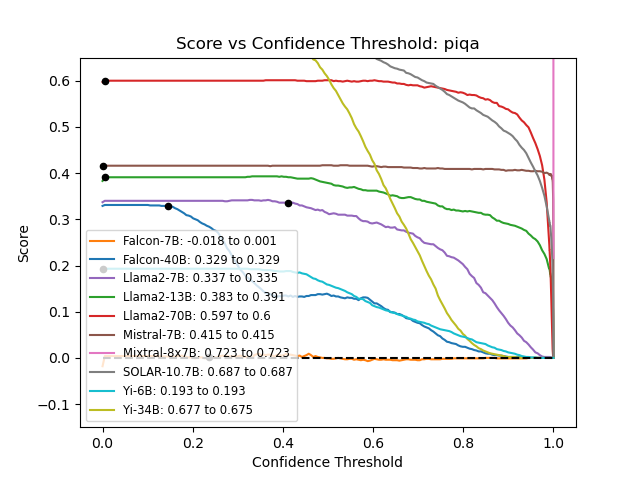 Score vs Confidence Threshold: piqa
Score
0.6
0.5
0.4
0.3
0.2
0.1
0.0
−0.1
Falcon-7B: -0.018 to 0.001
Falcon-40B: 0.329 to 0.329
Llama2-7B: 0.337 to 0.335
Llama2-13B: 0.383 to 0.391
Llama2-70B: 0.597 to 0.6
Mistral-7B: 0.415 to 0.415
Mixtral-8x7B: 0.723 to 0.723
SOLAR-10.7B: 0.687 to 0.687
Yi-6B: 0.193 to 0.193
Yi-34B: 0.677 to 0.675
0.0 0.2 0.4 0.6 0.8 1.0
Confidence Threshold